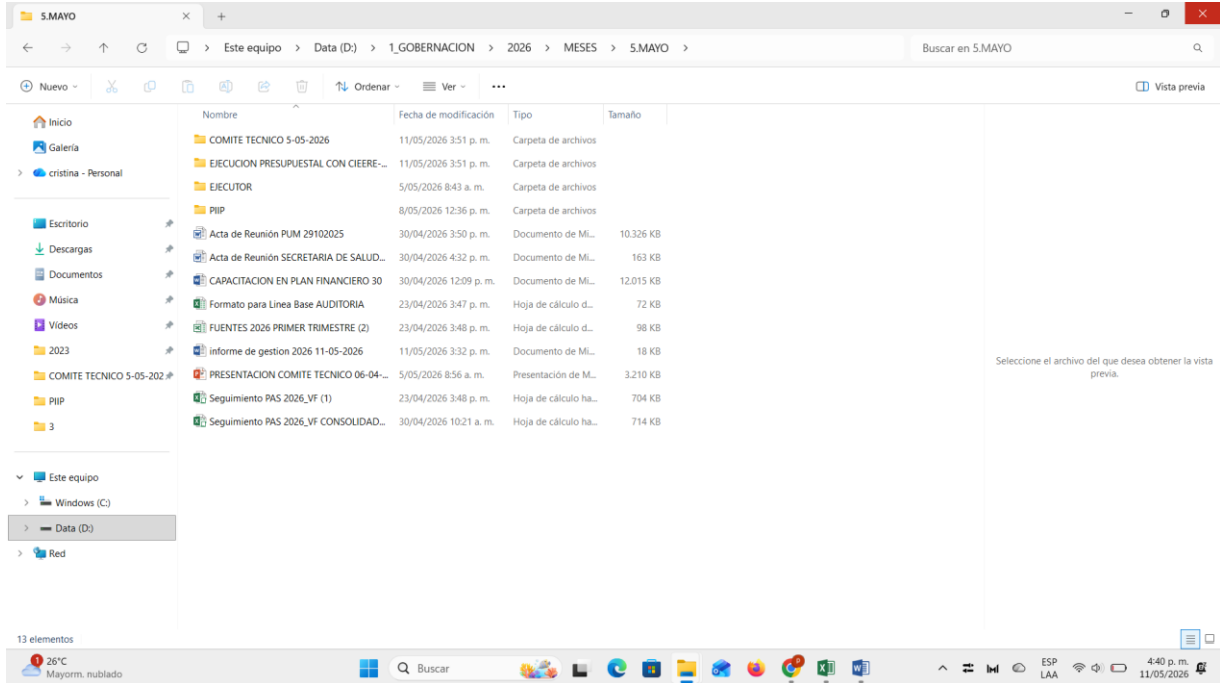 5.MAYO
Este equipo > Data (D:) > 1_GOBERNACION > 2026 > MESES > 5.MAYO >
Buscar en 5.MAYO
Nuevo
Ordenar
Ver
Vista previa
Inicio
Galería
cristina - Personal
Escritorio
Descargas
Documentos
Música
Vídeos
2023
COMITE TECNICO 5-05-202
PIIP
3
Este equipo
Windows (C:)
Data (D:)
Red
Nombre Fecha de modificación Tipo Tamaño
COMITE TECNICO 5-05-2026 11/05/2026 3:51 p. m. Carpeta de archivos
EJECUCION PRESUPUESTAL CON CIEERE-... 11/05/2026 3:51 p. m. Carpeta de archivos
EJECUTOR 5/05/2026 8:43 a. m. Carpeta de archivos
PIIP 8/05/2026 12:36 p. m. Carpeta de archivos
Acta de Reunión PUM 29102025 30/04/2026 3:50 p. m. Documento de Mi... 10.326 KB
Acta de Reunión SECRETARIA DE SALUD... 30/04/2026 4:32 p. m. Documento de Mi... 163 KB
CAPACITACION EN PLAN FINANCIERO 30 30/04/2026 12:09 p. m. Documento de Mi... 12.015 KB
Formato para Linea Base AUDITORIA 23/04/2026 3:47 p. m. Hoja de cálculo d... 72 KB
FUENTES 2026 PRIMER TRIMESTRE (2) 23/04/2026 3:48 p. m. Hoja de cálculo d... 98 KB
informe de gestion 2026 11-05-2026 11/05/2026 3:32 p. m. Documento de Mi... 18 KB
PRESENTACION COMITE TECNICO 06-04-... 5/05/2026 8:56 a. m. Presentación de M... 3.210 KB
Seguimiento PAS 2026_VF (1) 23/04/2026 3:48 p. m. Hoja de cálculo ha... 704 KB
Seguimiento PAS 2026_VF CONSOLIDAD... 30/04/2026 10:21 a. m. Hoja de cálculo ha... 714 KB
Seleccione el archivo del que desea obtener la vista
previa.
13 elementos
1
26°C
Mayorm. nublado
Buscar
ESP
LAA
4:40 p. m.
11/05/2026